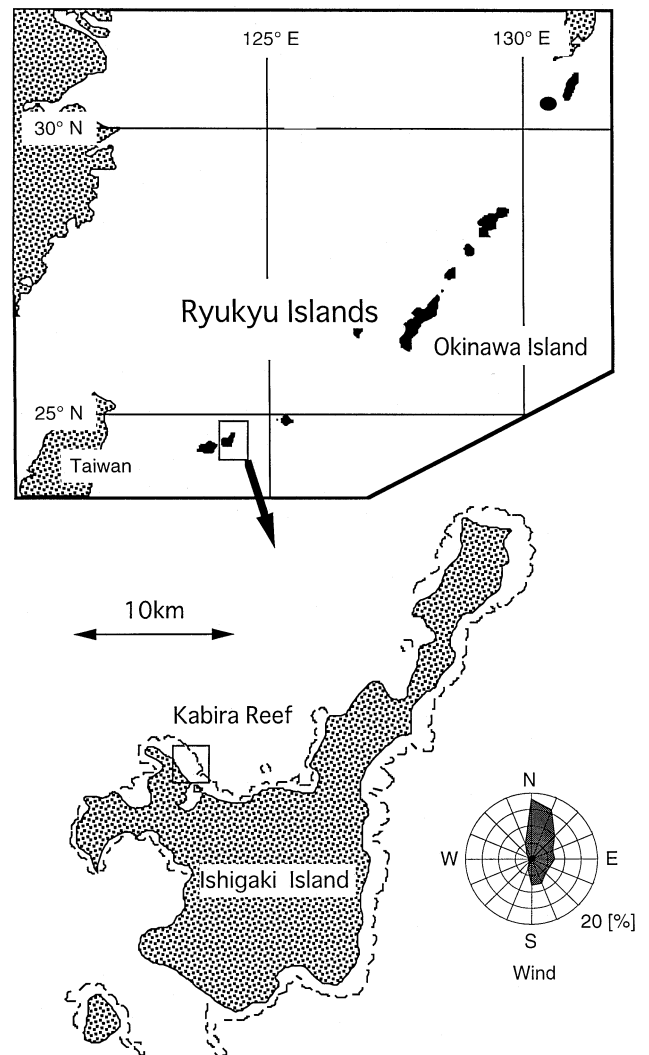 125° E
130° E
30° N
Ryukyu Islands
Okinawa Island
25° N
Taiwan
10km
Kabira Reef
N
W
E
Ishigaki Island
20 [%]
S
Wind